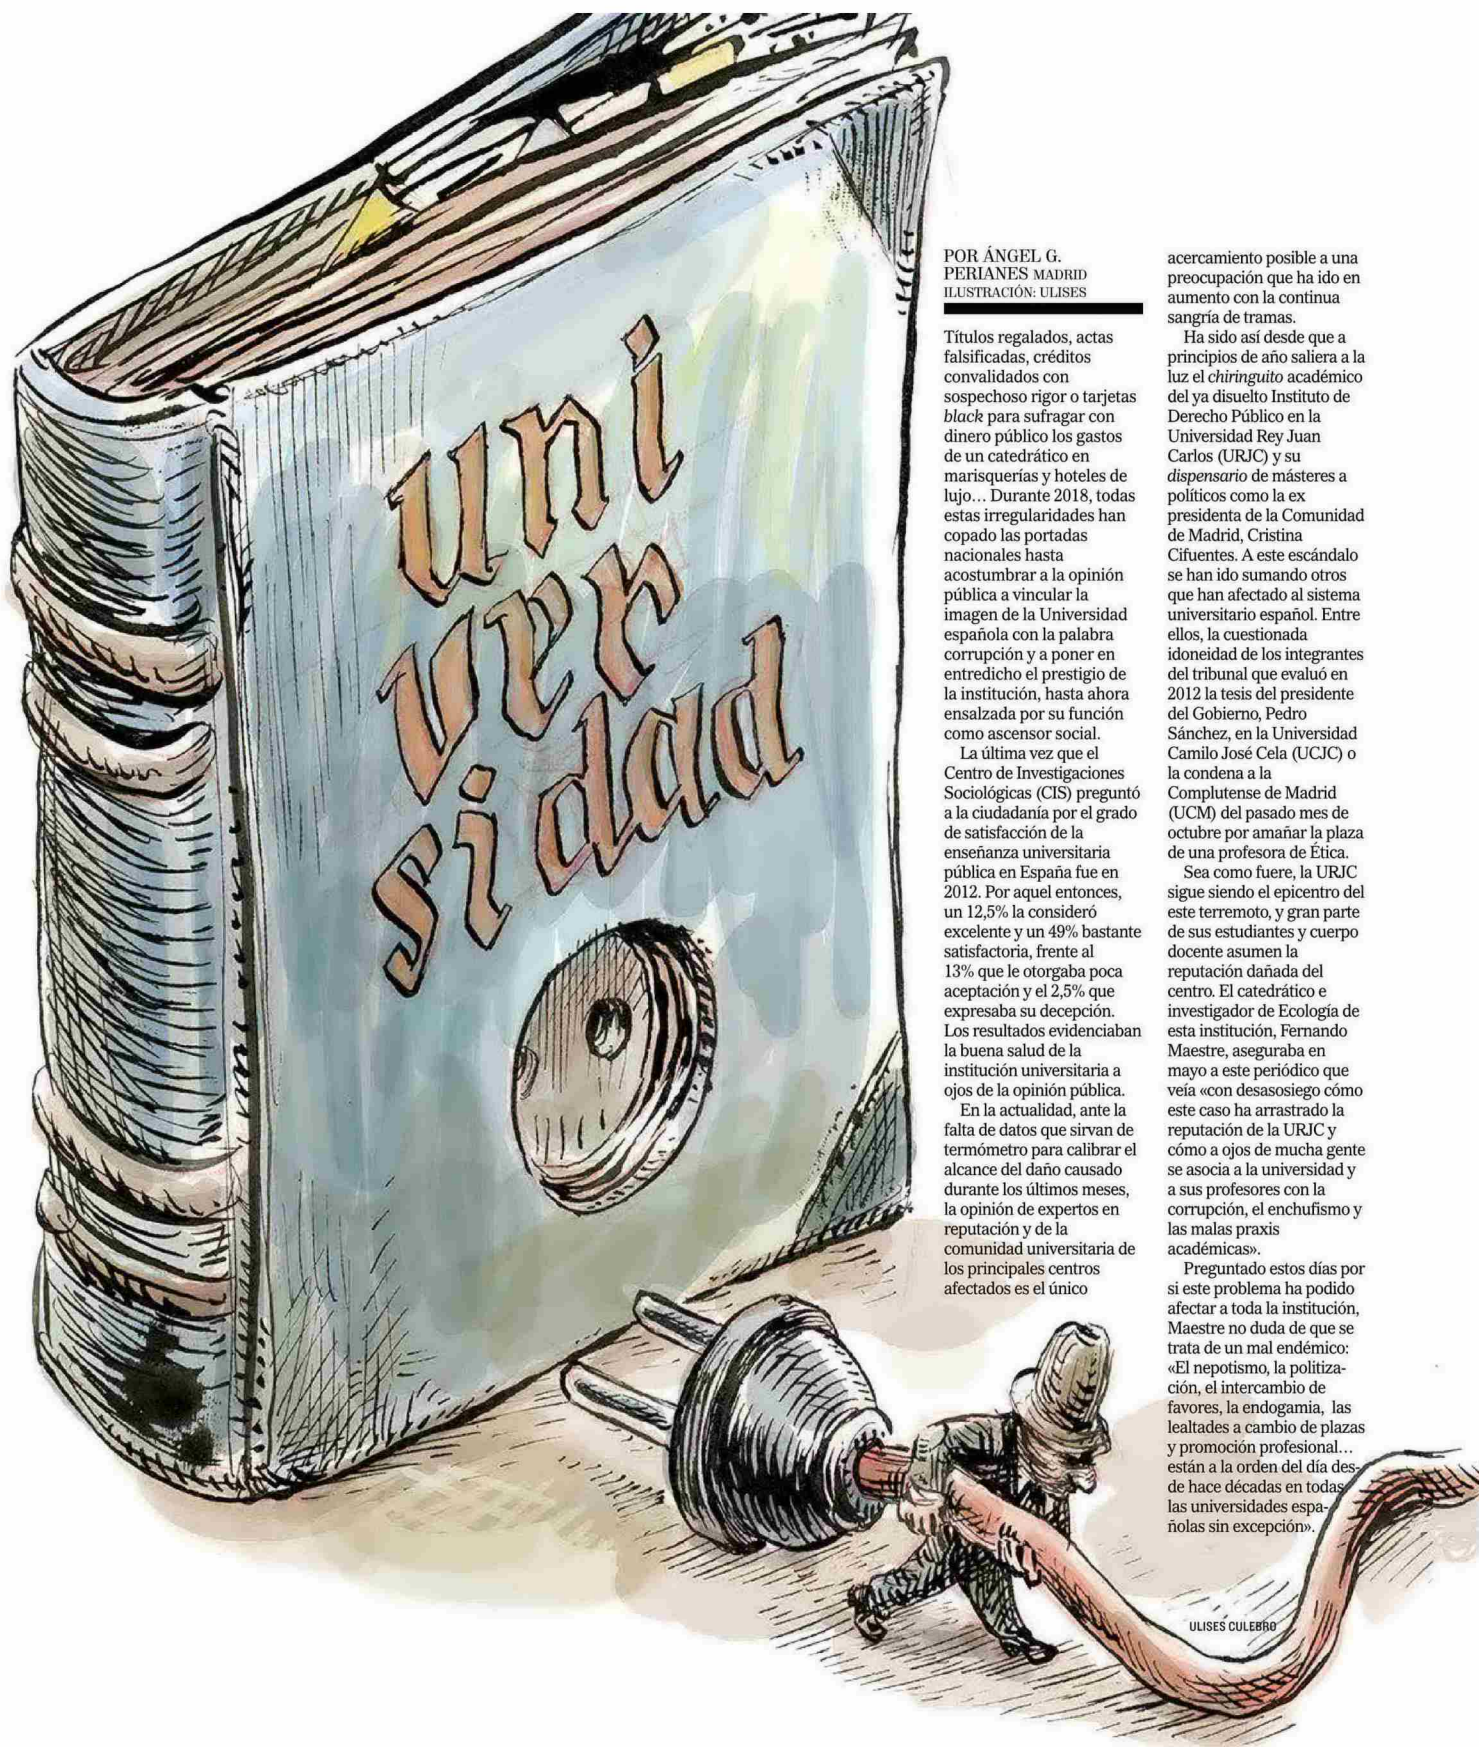 uni
ver
sidad
POR ÁNGEL G.
PERIANES MADRID
ILUSTRACIÓN: ULISES
Títulos regalados, actas
falsificadas, créditos
convalidados con
sospechoso rigor o tarjetas
black para sufragar con
dinero público los gastos
de un catedrático en
marisquerías y hoteles de
lujo… Durante 2018, todas
estas irregularidades han
copado las portadas
nacionales hasta
acostumbrar a la opinión
pública a vincular la
imagen de la Universidad
española con la palabra
corrupción y a poner en
entredicho el prestigio de
la institución, hasta ahora
ensalzada por su función
como ascensor social.
La última vez que el
Centro de Investigaciones
Sociológicas (CIS) preguntó
a la ciudadanía por el grado
de satisfacción de la
enseñanza universitaria
pública en España fue en
2012. Por aquel entonces,
un 12,5% la consideró
excelente y un 49% bastante
satisfactoria, frente al
13% que le otorgaba poca
aceptación y el 2,5% que
expresaba su decepción.
Los resultados evidenciaban
la buena salud de la
institución universitaria a
ojos de la opinión pública.
En la actualidad, ante la
falta de datos que sirvan de
termómetro para calibrar el
alcance del daño causado
durante los últimos meses,
la opinión de expertos en
reputación y de la
comunidad universitaria de
los principales centros
afectados es el único
acercamiento posible a una
preocupación que ha ido en
aumento con la continua
sangría de tramas.
Ha sido así desde que a
principios de año saliera a la
luz el chiringuito académico
del ya disuelto Instituto de
Derecho Público en la
Universidad Rey Juan
Carlos (URJC) y su
dispensario de másteres a
políticos como la ex
presidenta de la Comunidad
de Madrid, Cristina
Cifuentes. A este escándalo
se han ido sumando otros
que han afectado al sistema
universitario español. Entre
ellos, la cuestionada
idoneidad de los integrantes
del tribunal que evaluó en
2012 la tesis del presidente
del Gobierno, Pedro
Sánchez, en la Universidad
Camilo José Cela (UCJC) o
la condena a la
Complutense de Madrid
(UCM) del pasado mes de
octubre por amañar la plaza
de una profesora de Ética.
Sea como fuere, la URJC
sigue siendo el epicentro del
este terremoto, y gran parte
de sus estudiantes y cuerpo
docente asumen la
reputación dañada del
centro. El catedrático e
investigador de Ecología de
esta institución, Fernando
Maestre, aseguraba en
mayo a este periódico que
veía «con desasosiego cómo
este caso ha arrastrado la
reputación de la URJC y
cómo a ojos de mucha gente
se asocia a la universidad y
a sus profesores con la
corrupción, el enchufismo y
las malas praxis
académicas».
Preguntado estos días por
si este problema ha podido
afectar a toda la institución,
Maestre no duda de que se
trata de un mal endémico:
«El nepotismo, la politiza-
ción, el intercambio de
favores, la endogamia, las
lealtades a cambio de plazas
y promoción profesional…
están a la orden del día des-
de hace décadas en todas
las universidades espa-
ñolas sin excepción».
ULISES CULEBRO